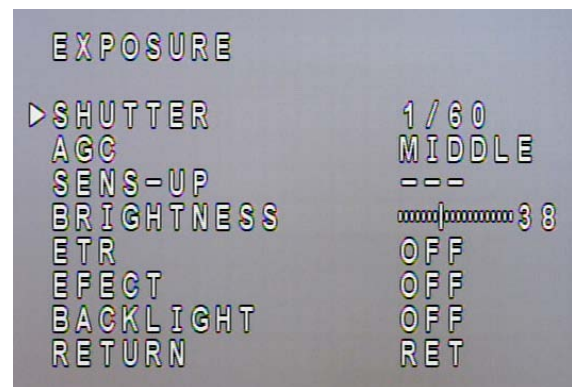 EXPOSURE
SHUTTER 1/60
AGC MIDDLE
SENS-UP ---
BRIGHTNESS 38
ETR OFF
EFECT OFF
BACKLIGHT OFF
RETURN RET